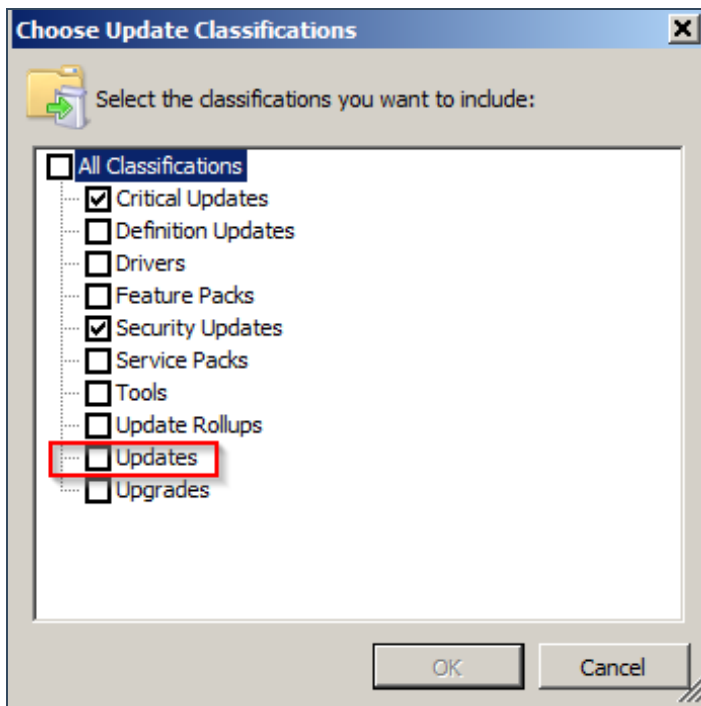 Choose Update Classifications
Select the classifications you want to include:
All Classifications
Critical Updates
Definition Updates
Drivers
Feature Packs
Security Updates
Service Packs
Tools
Update Rollups
Updates
Upgrades
OK Cancel